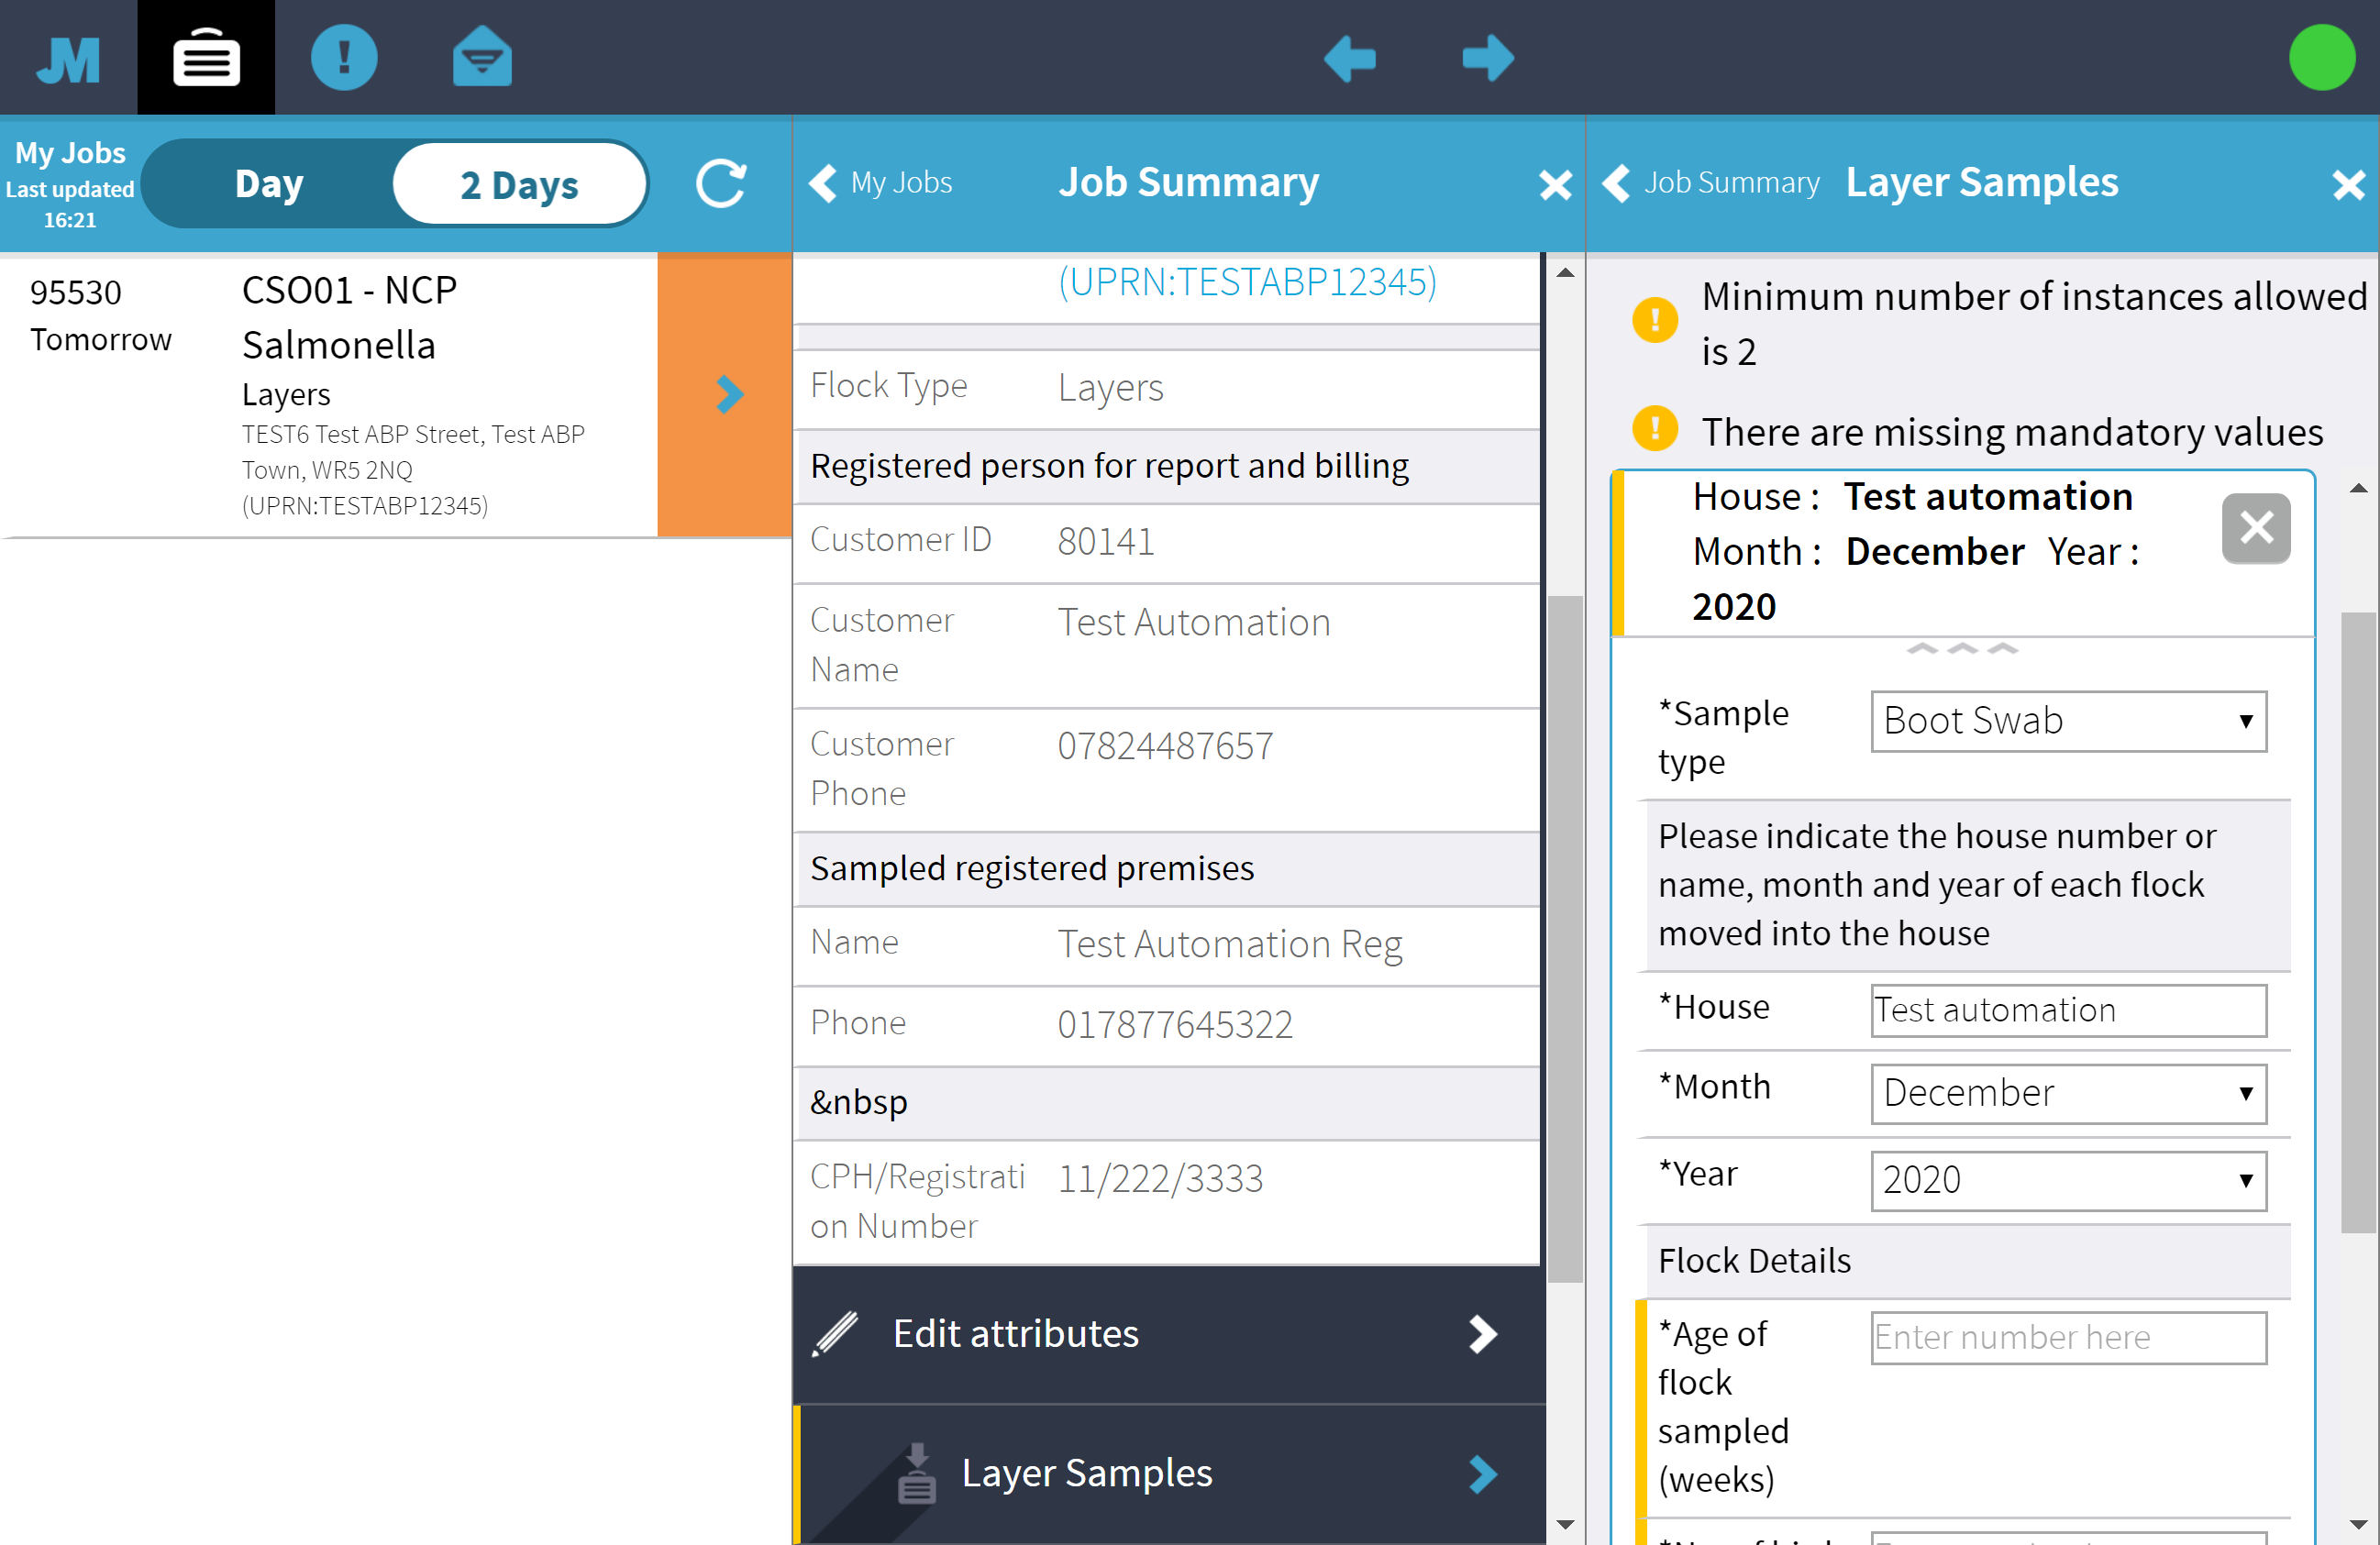 JM
My Jobs
Last updated
16:21
Day
2 Days
My Jobs
Job Summary
Job Summary
Layer Samples
95530
Tomorrow
CSO01 - NCP
Salmonella
Layers
TEST6 Test ABP Street, Test ABP
Town, WR5 2NQ
(UPRN:TESTABP12345)
(UPRN:TESTABP12345)
Flock Type
Layers
Registered person for report and billing
Customer ID
80141
Customer
Name
Test Automation
Customer
Phone
07824487657
Sampled registered premises
Name
Test Automation Reg
Phone
017877645322
&nbsp
CPH/Registrati
on Number
11/222/3333
Edit attributes
Layer Samples
Minimum number of instances allowed
is 2
There are missing mandatory values
House : Test automation
Month : December Year :
2020
*Sample
type
Boot Swab
Please indicate the house number or
name, month and year of each flock
moved into the house
*House
Test automation
*Month
December
*Year
2020
Flock Details
*Age of
flock
sampled
(weeks)
Enter number here